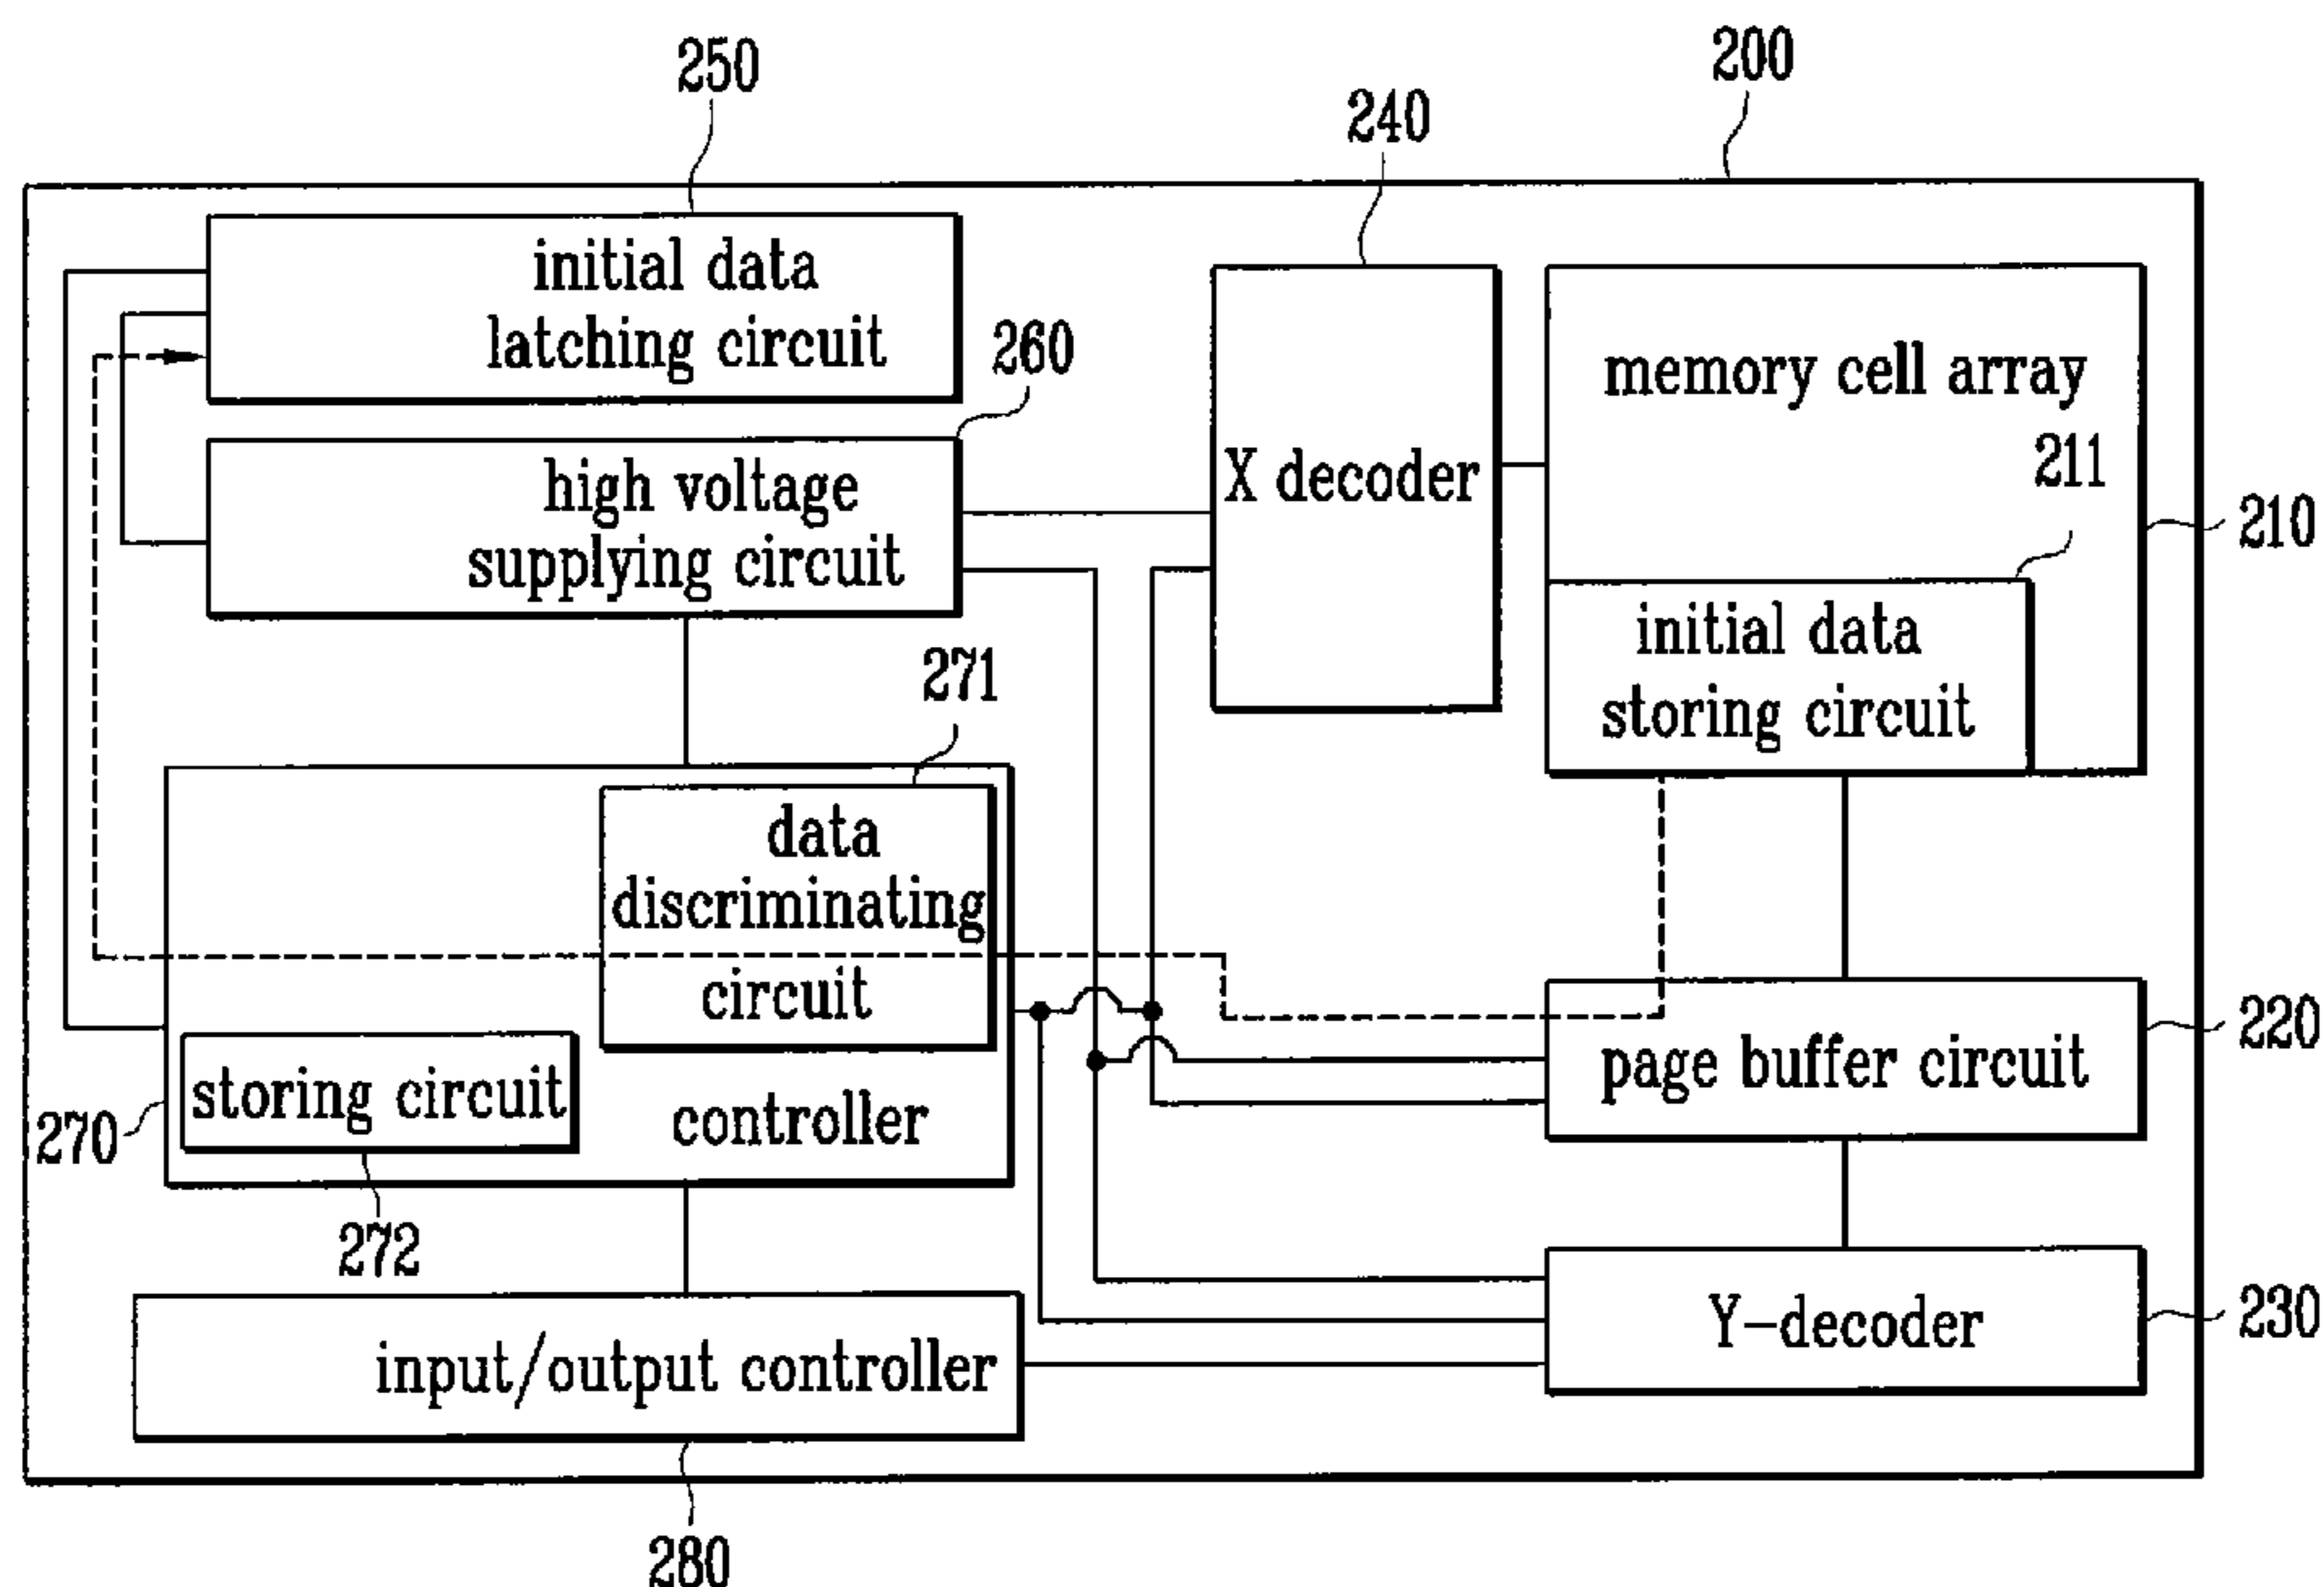 250
200
240
initial data
latching circuit
260
memory cell array
211
X decoder
high voltage
supplying circuit
210
initial data
storing circuit
271
data
discriminating
circuit
220
page buffer circuit
storing circuit
controller
270
272
Y-decoder
230
input/output controller
280